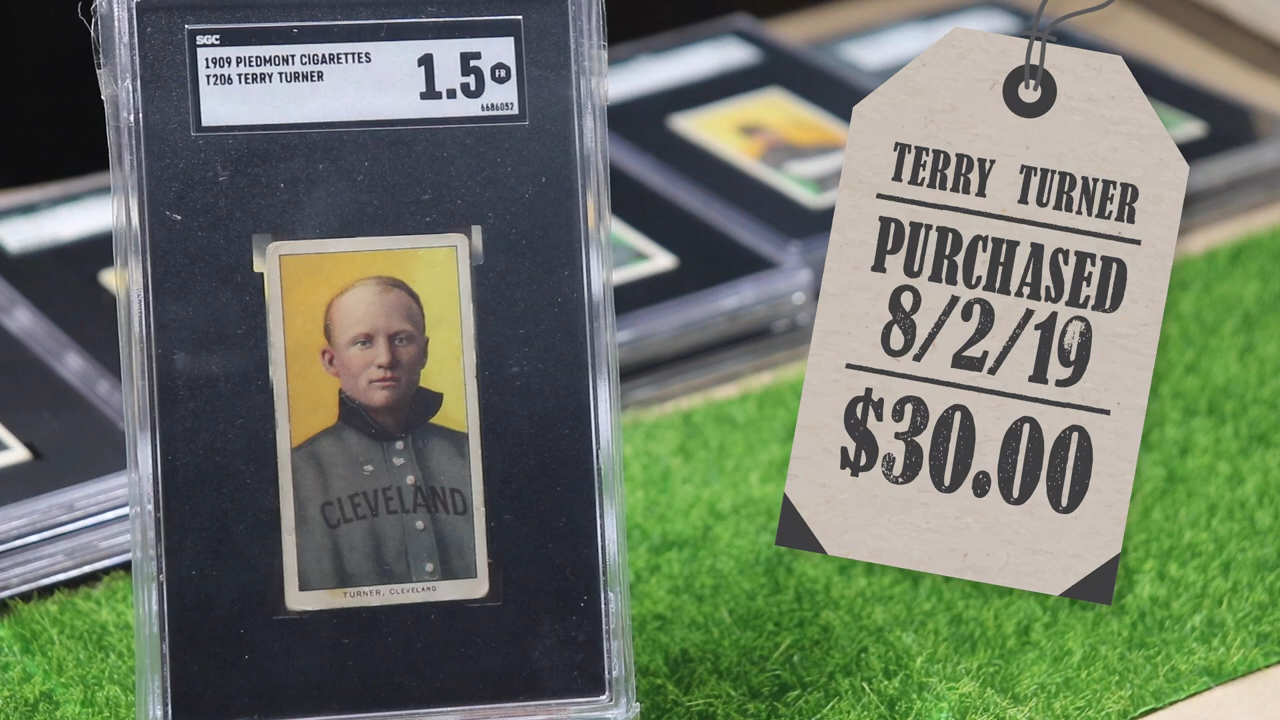 SGC
1909 PIEDMONT CIGARETTES
T206 TERRY TURNER
1.5 FR
6686052
CLEVELAND
TURNER, CLEVELAND
TERRY TURNER
PURCHASED
8/2/19
$30.00